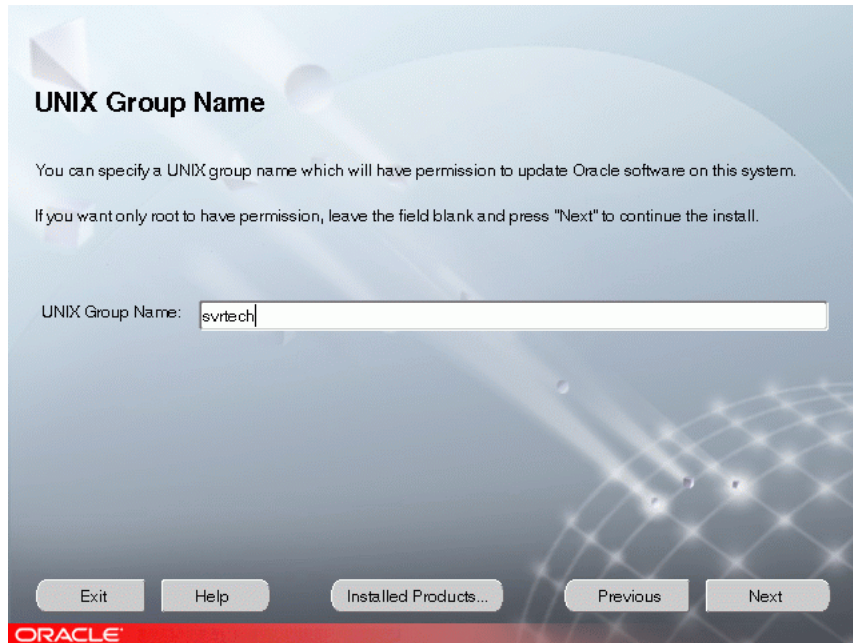 UNIX Group Name
You can specify a UNIX group name which will have permission to update Oracle software on this system.
If you want only root to have permission, leave the field blank and press "Next" to continue the install.
UNIX Group Name: svrtech
Exit Help Installed Products... Previous Next
ORACLE